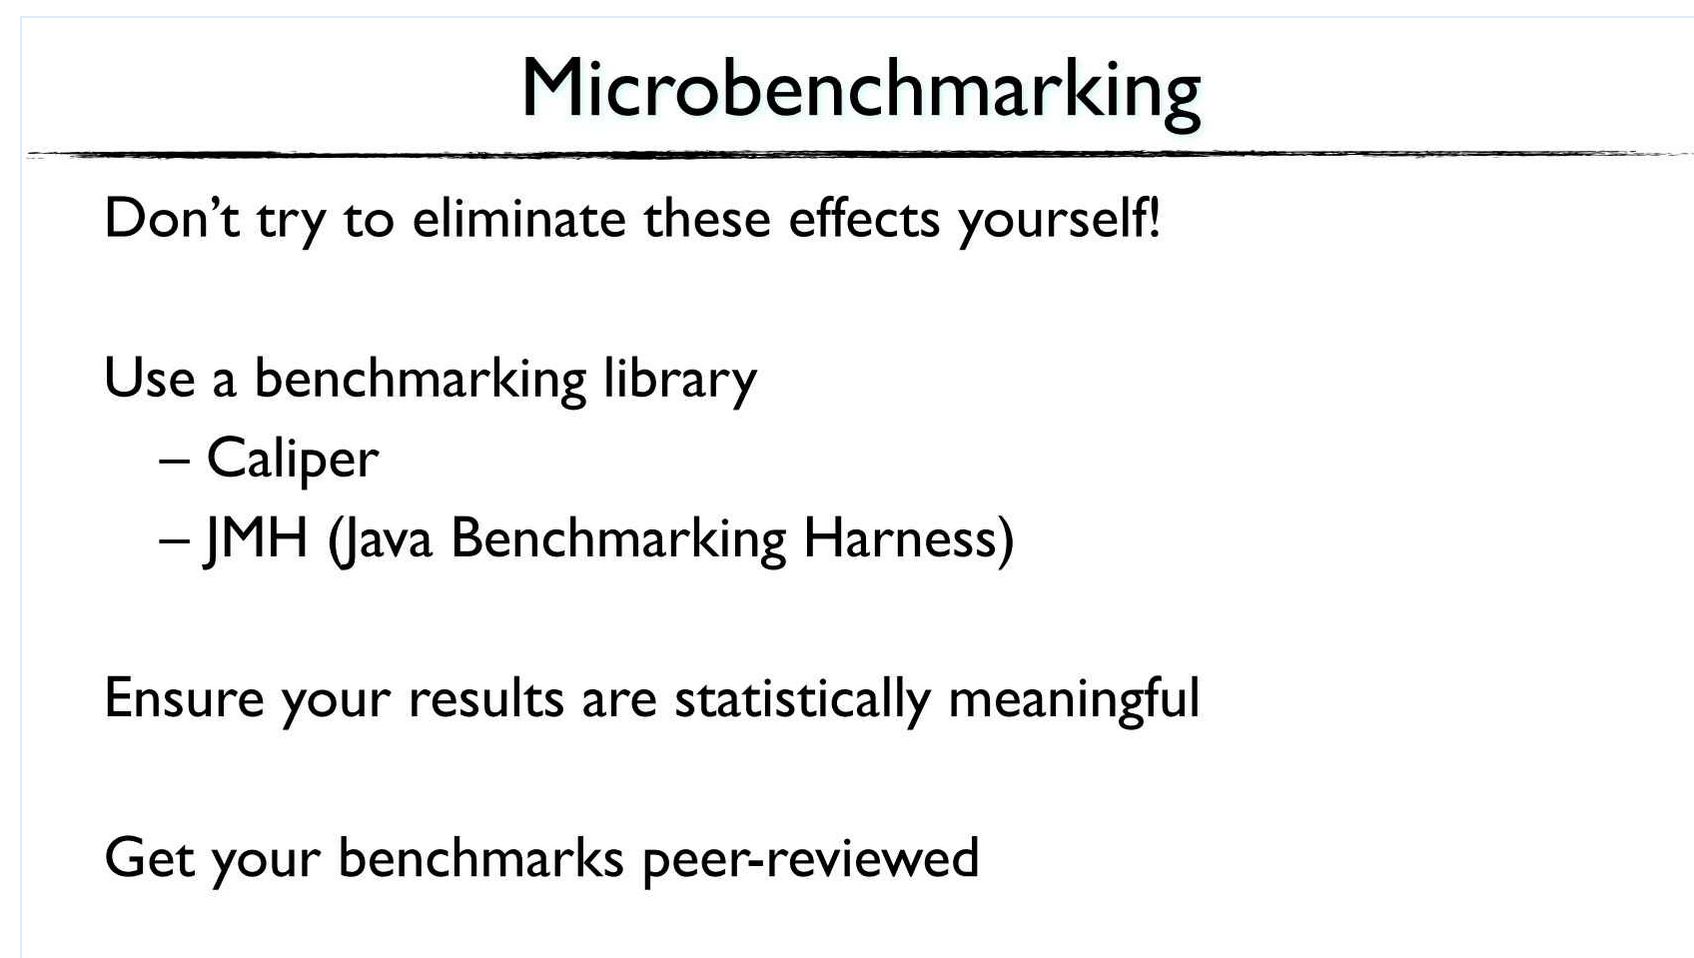 Microbenchmarking
Don’t try to eliminate these effects yourself!
Use a benchmarking library
– Caliper
– JMH (Java Benchmarking Harness)
Ensure your results are statistically meaningful
Get your benchmarks peer-reviewed